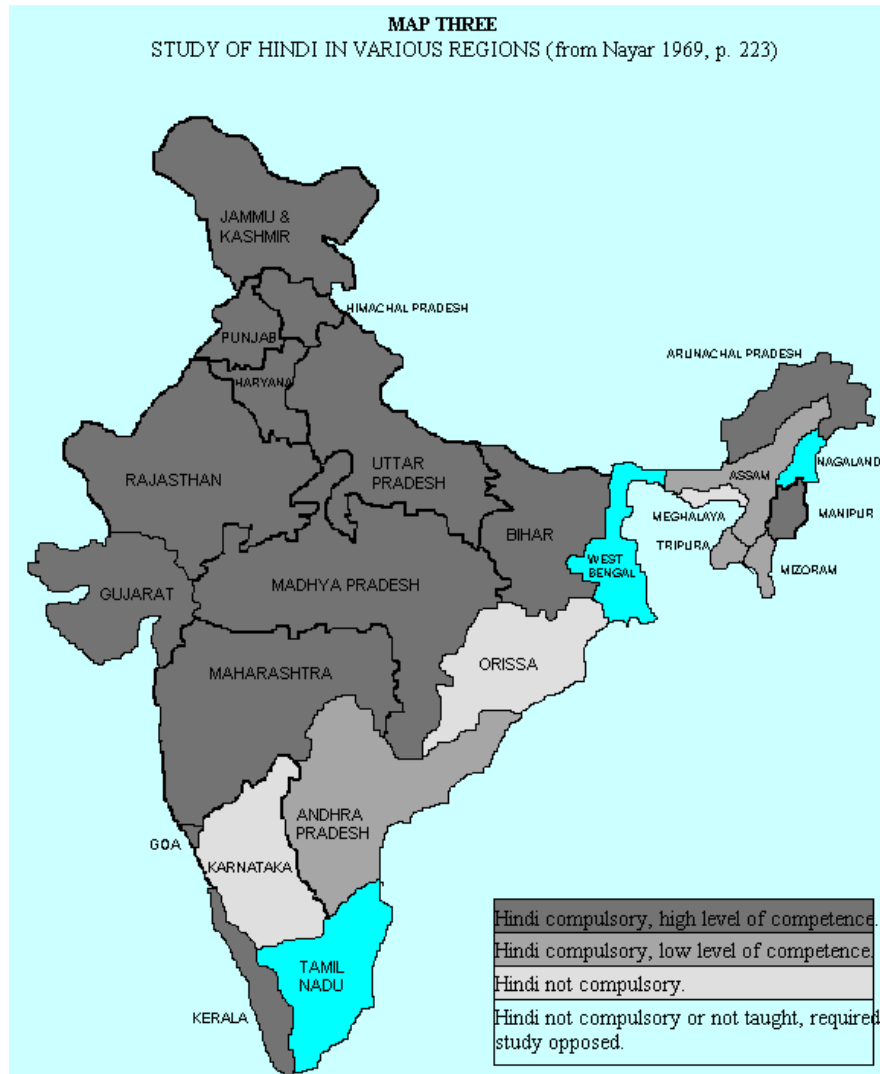 MAP THREE
STUDY OF HINDI IN VARIOUS REGIONS (from Nayar 1969, p. 223)
JAMMU &
KASHMIR
HIMACHAL PRADESH
PUNJAB
ARUNACHAL PRADESH
HARYANA
UTTAR
PRADESH
RAJASTHAN
ASSAM
NAGALAND
MEGHALAYA
MANIPUR
BIHAR
TRIPURA
WEST
BENGAL
MIZORAM
GUJARAT
MADHYA PRADESH
ORISSA
MAHARASHTRA
ANDHRA
PRADESH
GOA
KARNATAKA
TAMIL
NADU
KERALA
Hindi compulsory, high level of competence.
Hindi compulsory, low level of competence.
Hindi not compulsory.
Hindi not compulsory or not taught, required
study opposed.